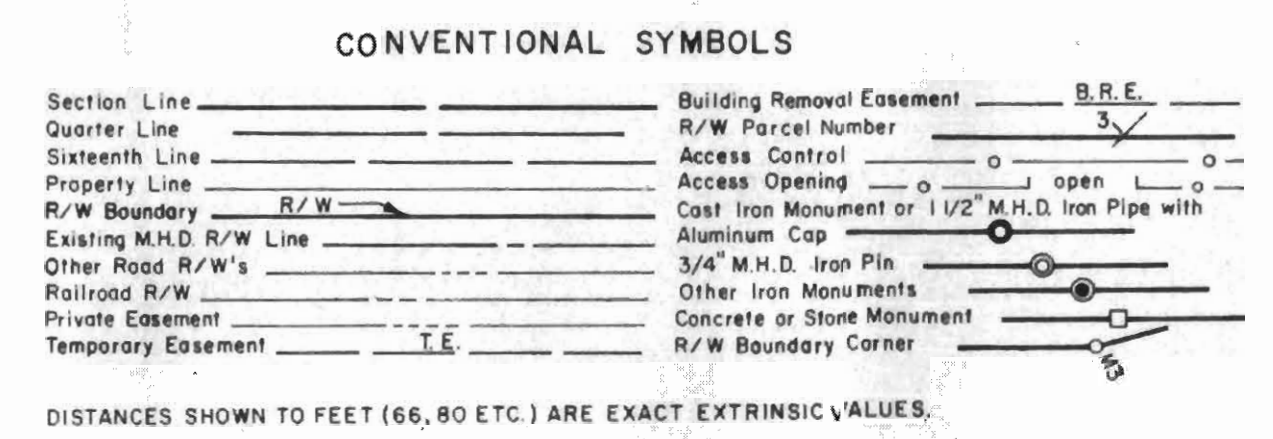 CONVENTIONAL SYMBOLS
Section Line
Quarter Line
Sixteenth Line
Property Line
R/W Boundary R/W
Existing M.H.D. R/W Line
Other Road R/W's
Railroad R/W
Private Easement
Temporary Easement T.E.
Building Removal Easement B.R.E.
R/W Parcel Number 3
Access Control
Access Opening open
Cast Iron Monument or 1 1/2" M.H.D. Iron Pipe with
Aluminum Cap
3/4" M.H.D. Iron Pin
Other Iron Monuments
Concrete or Stone Monument
R/W Boundary Corner
M3
DISTANCES SHOWN TO FEET (66, 80 ETC.) ARE EXACT EXTRINSIC VALUES.